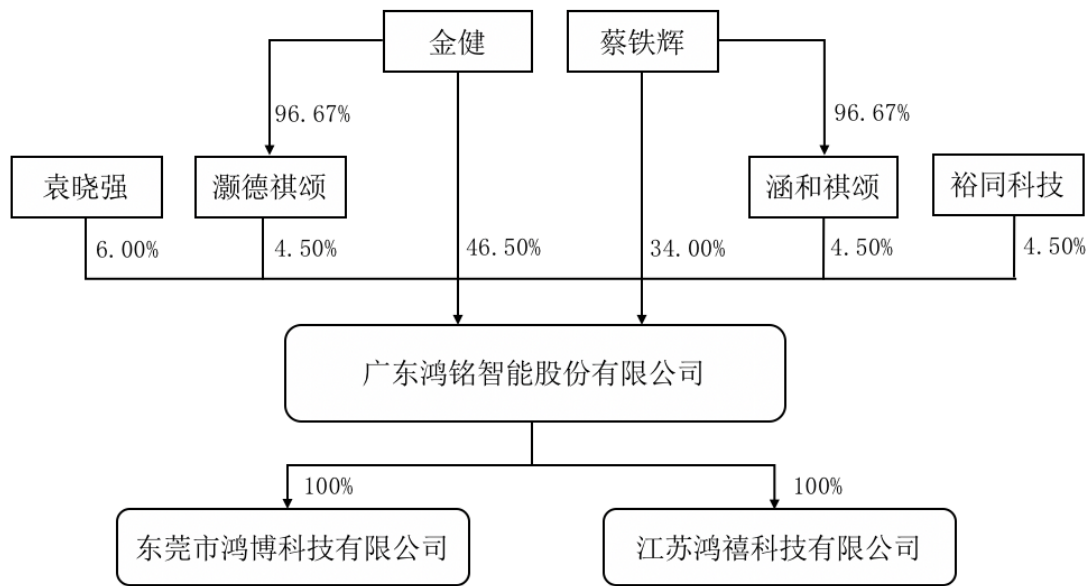 金健
蔡铁辉
96.67%
96.67%
袁晓强
灏德祺颂
涵和祺颂
裕同科技
6.00%
4.50%
46.50%
34.00%
4.50%
4.50%
广东鸿铭智能股份有限公司
100%
100%
东莞市鸿博科技有限公司
江苏鸿禧科技有限公司